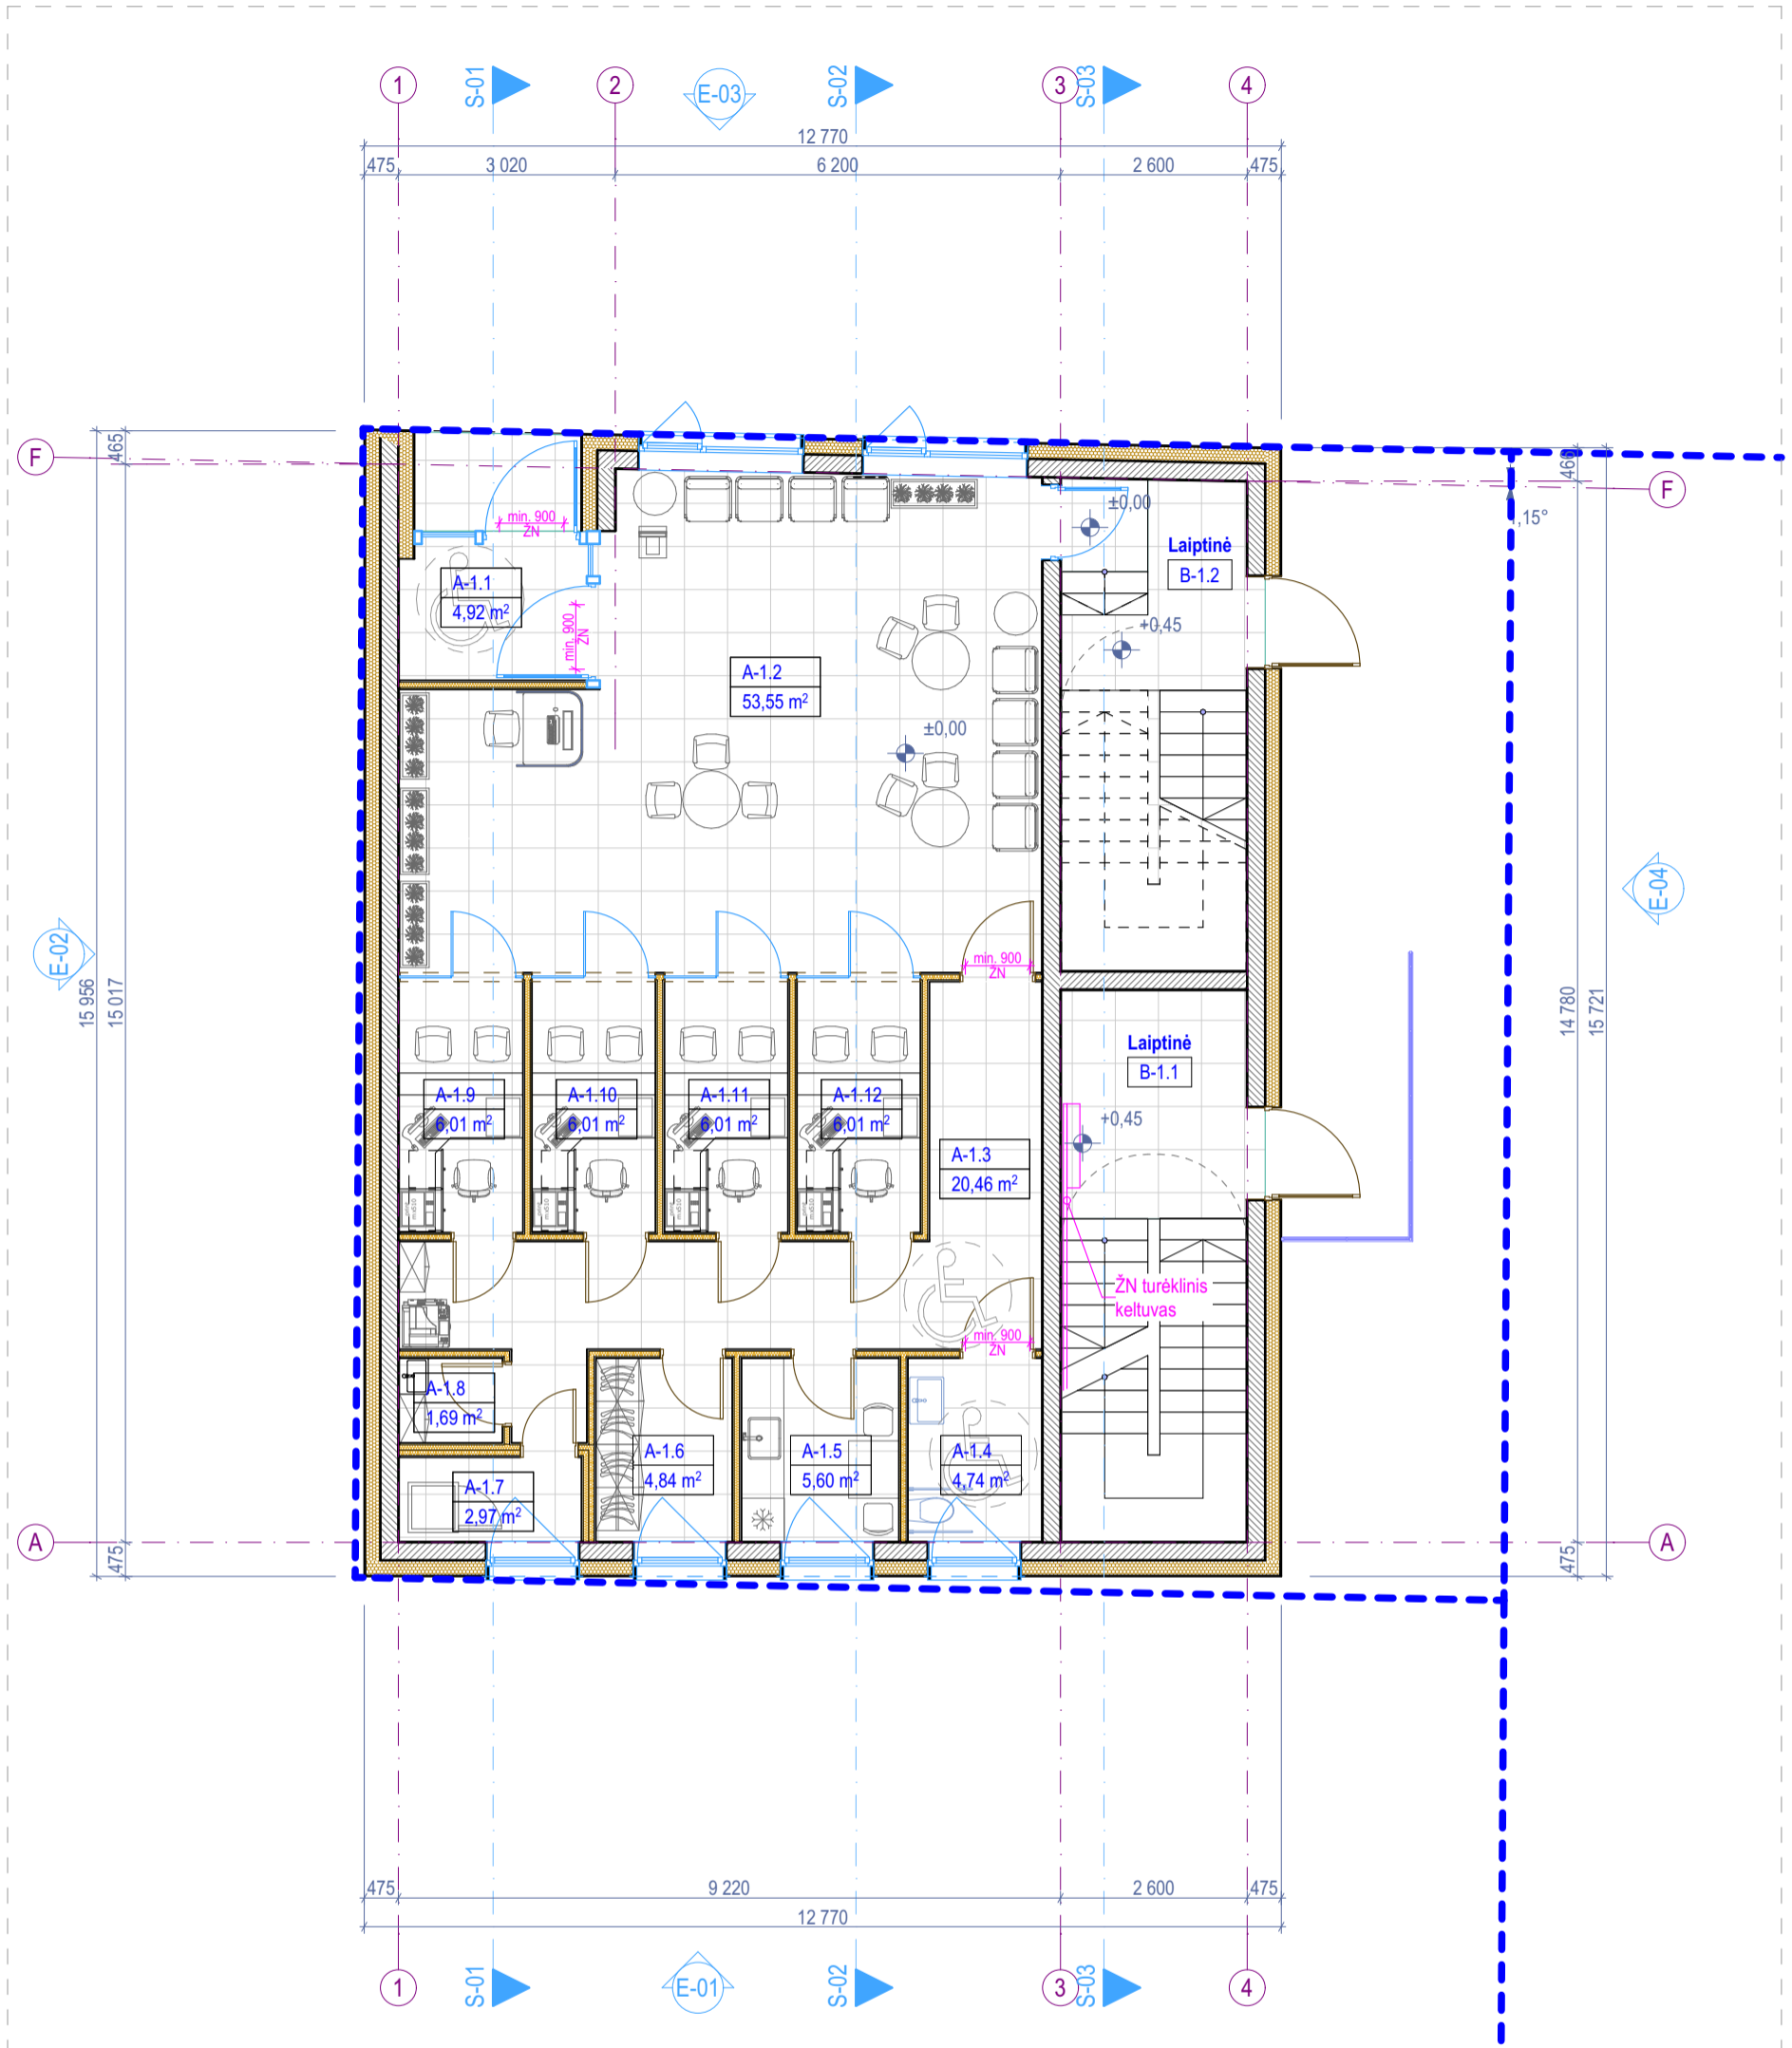 1
S-01
2
E-03
S-02
3
S-03
4
12 770
475
3 020
6 200
2 600
475
F
465
466
F
1,15°
min. 900
ŽN
±0,00
Laiptinė
B-1.2
A-1.1
4,92 m²
min. 900
ŽN
+0,45
A-1.2
53,55 m²
±0,00
E-04
E-02
15 956
15 017
14 780
15 721
min. 900
ŽN
Laiptinė
B-1.1
A-1.9
6,01 m²
A-1.10
6,01 m²
A-1.11
6,01 m²
A-1.12
6,01 m²
+0,45
A-1.3
20,46 m²
ŽN turėklinis
keltuvas
min. 900
ŽN
A-1.8
1,69 m²
A-1.6
4,84 m²
A-1.5
5,60 m²
A-1.4
4,74 m²
A-1.7
2,97 m²
A
475
475
A
475
9 220
2 600
475
12 770
1
S-01
E-01
S-02
3
S-03
4